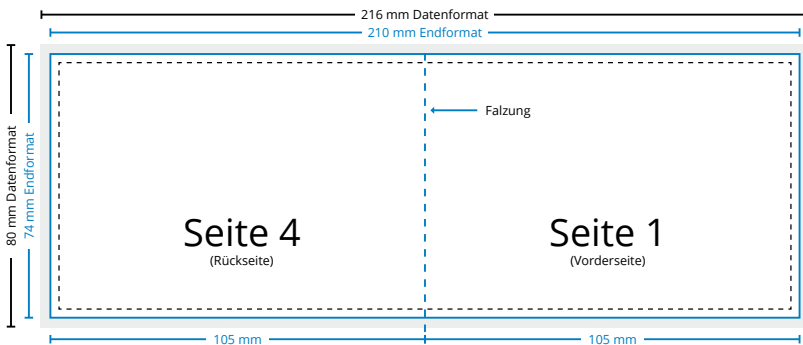 216 mm Datenformat
210 mm Endformat
80 mm Datenformat
74 mm Endformat
Falzung
Seite 4
(Rückseite)
Seite 1
(Vorderseite)
105 mm
105 mm